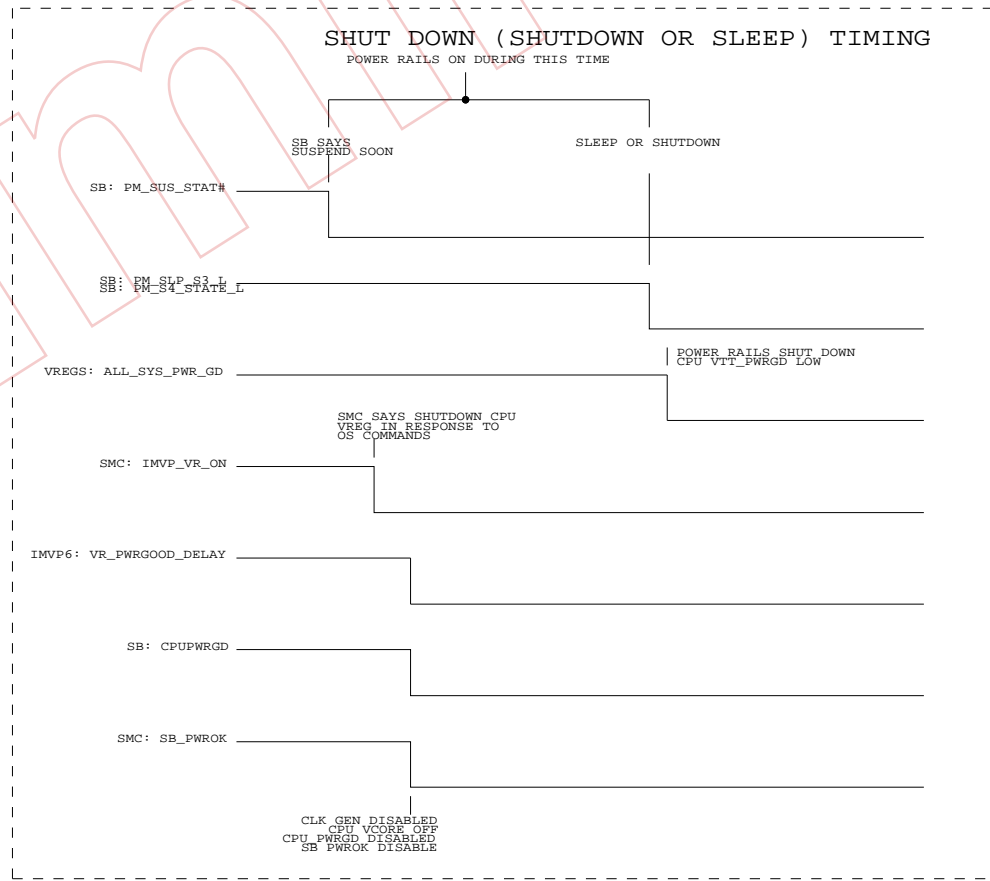 SHUT DOWN (SHUTDOWN OR SLEEP) TIMING
POWER RAILS ON DURING THIS TIME
SB SAYS
SUSPEND SOON
SLEEP OR SHUTDOWN
SB: PM_SUS_STAT#
SB: PM_SLP_S3_L
SB: PM_S4_STATE_L
POWER RAILS SHUT DOWN
CPU VTT_PWRGD LOW
VREGS: ALL_SYS_PWR_GD
SMC SAYS SHUTDOWN CPU
VREG IN RESPONSE TO
OS COMMANDS
SMC: IMVP_VR_ON
IMVP6: VR_PWRGOOD_DELAY
SB: CPUPWRGD
SMC: SB_PWROK
CLK GEN DISABLED
CPU VCORE OFF
CPU_PWRGD DISABLED
SB PWROK DISABLE